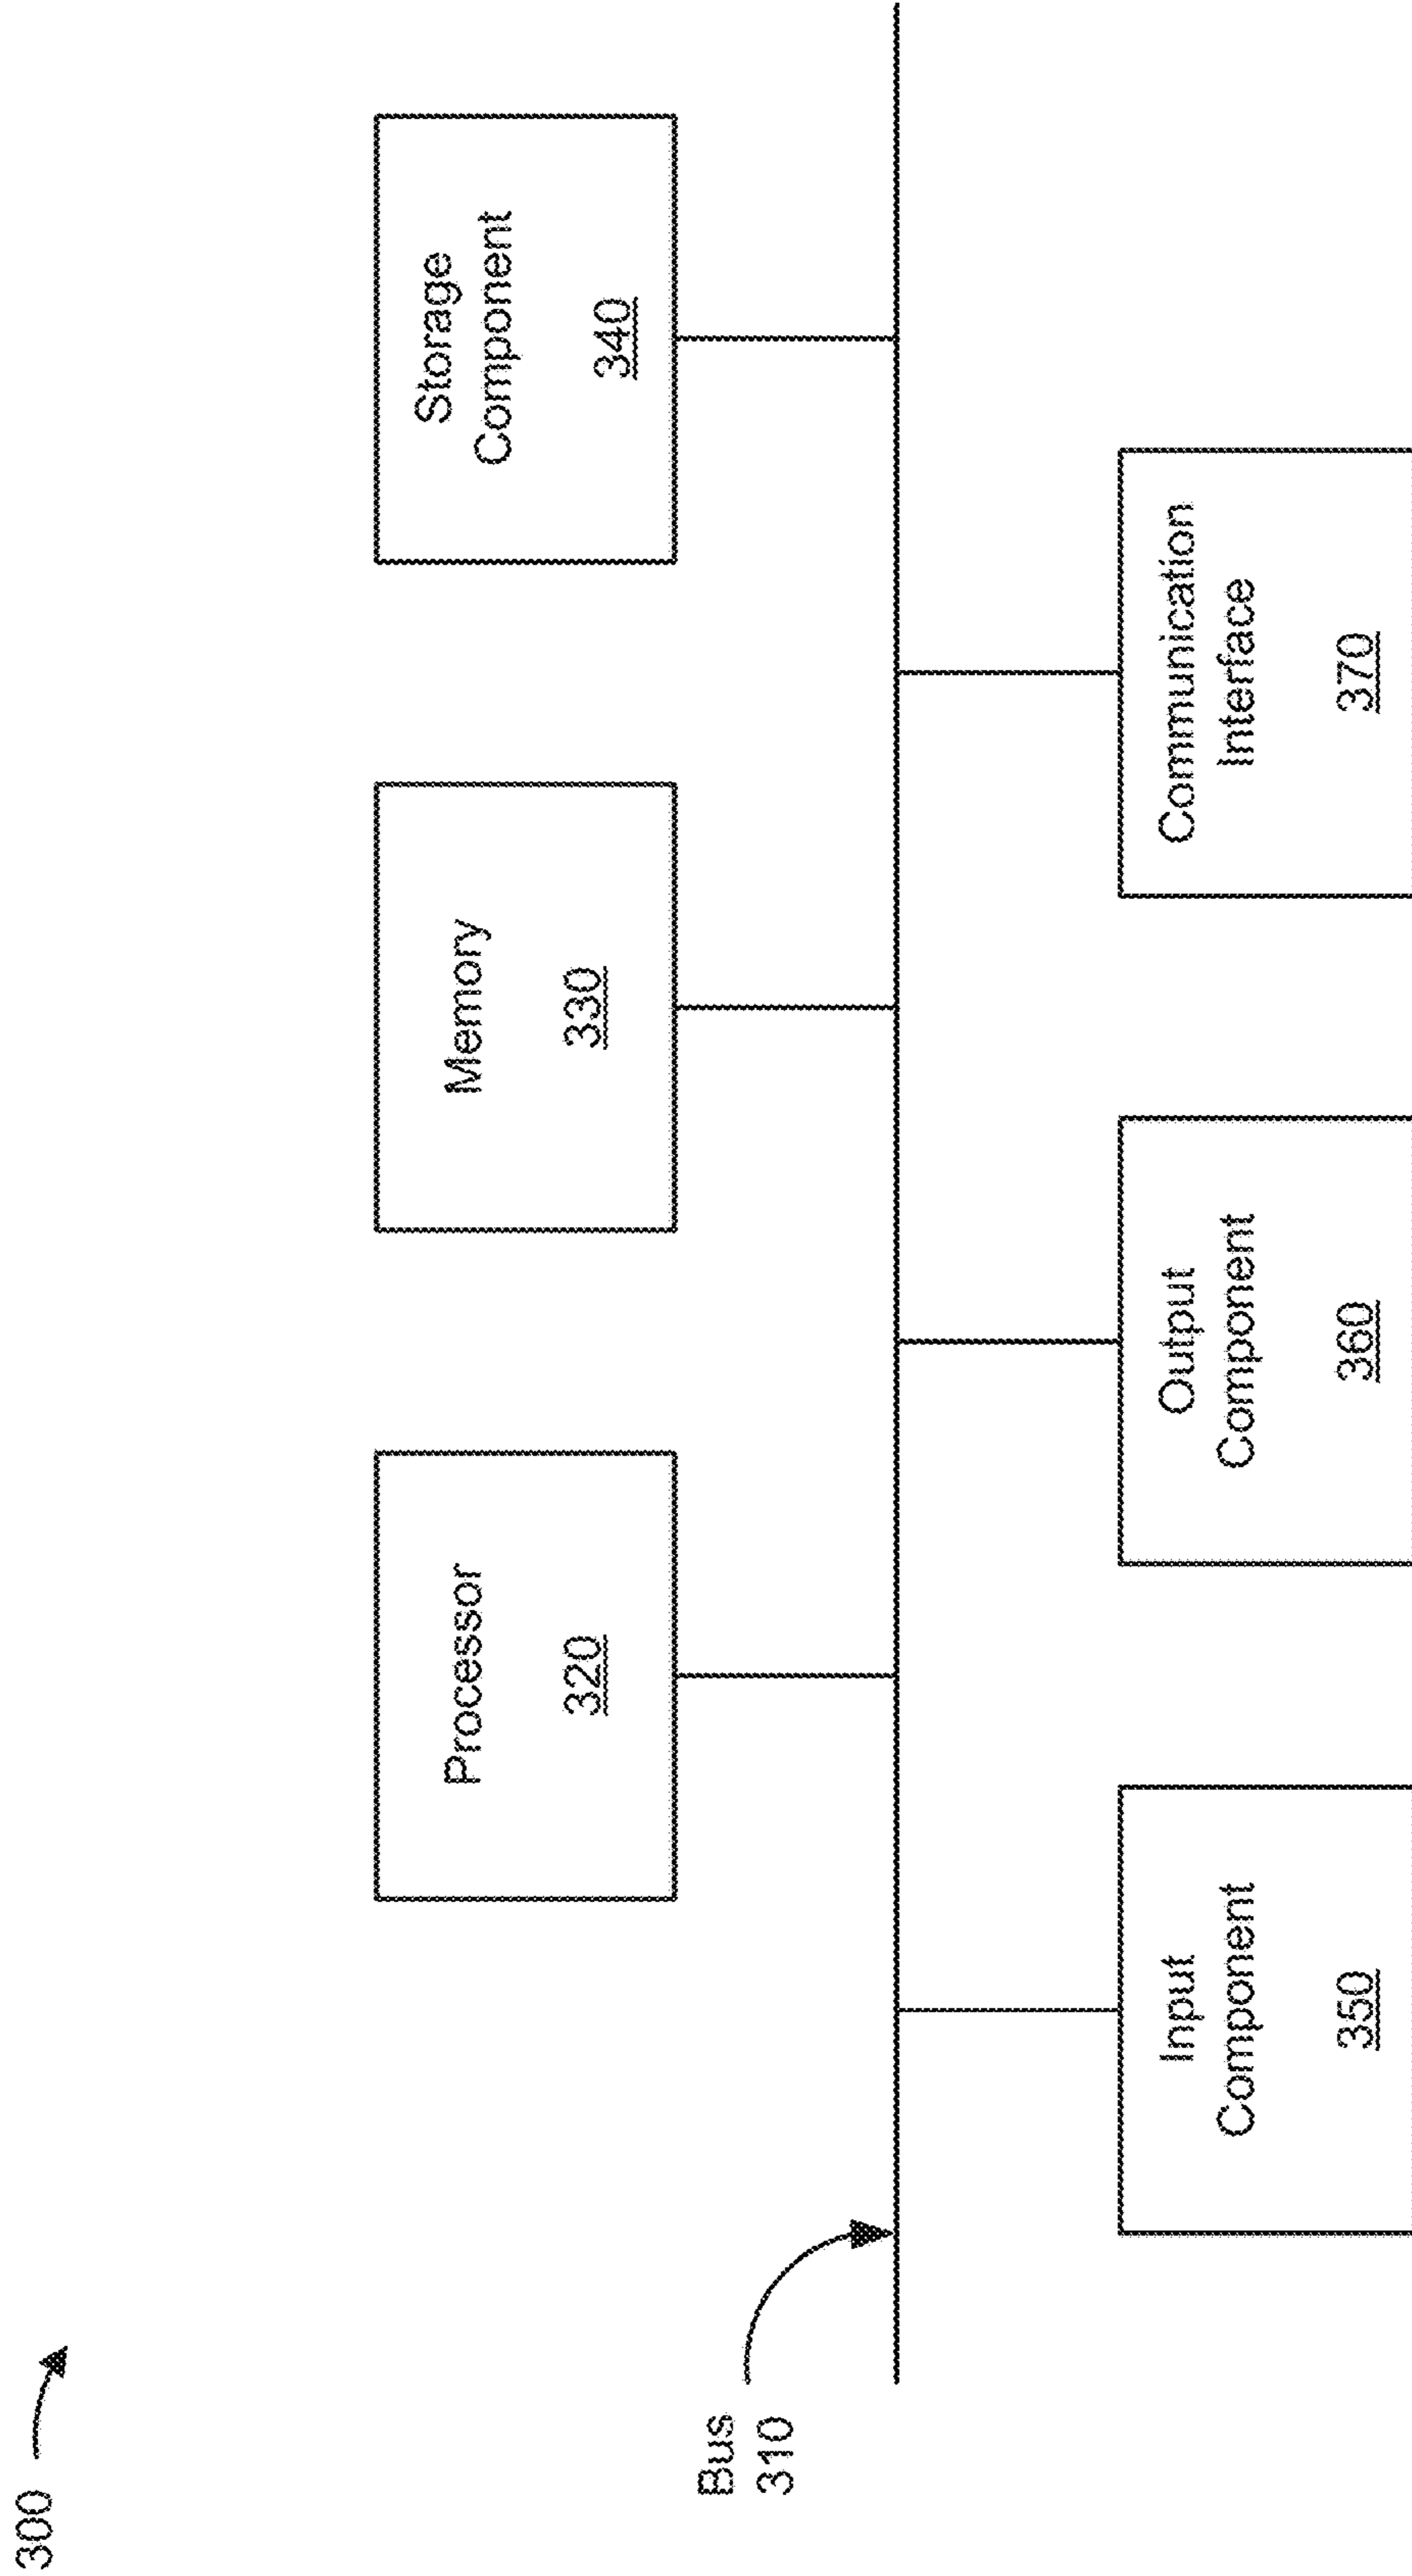 300
Processor
320
Memory
330
Storage
Component
340
Bus
310
Input
Component
350
Output
Component
360
Communication
Interface
370